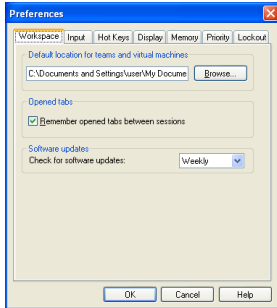 Preferences
Workspace Input Hot Keys Display Memory Priority Lockout
Default location for teams and virtual machines
C:\Documents and Settings\user\My Docume Browse...
Opened tabs
Remember opened tabs between sessions
Software updates
Check for software updates: Weekly
OK Cancel Help